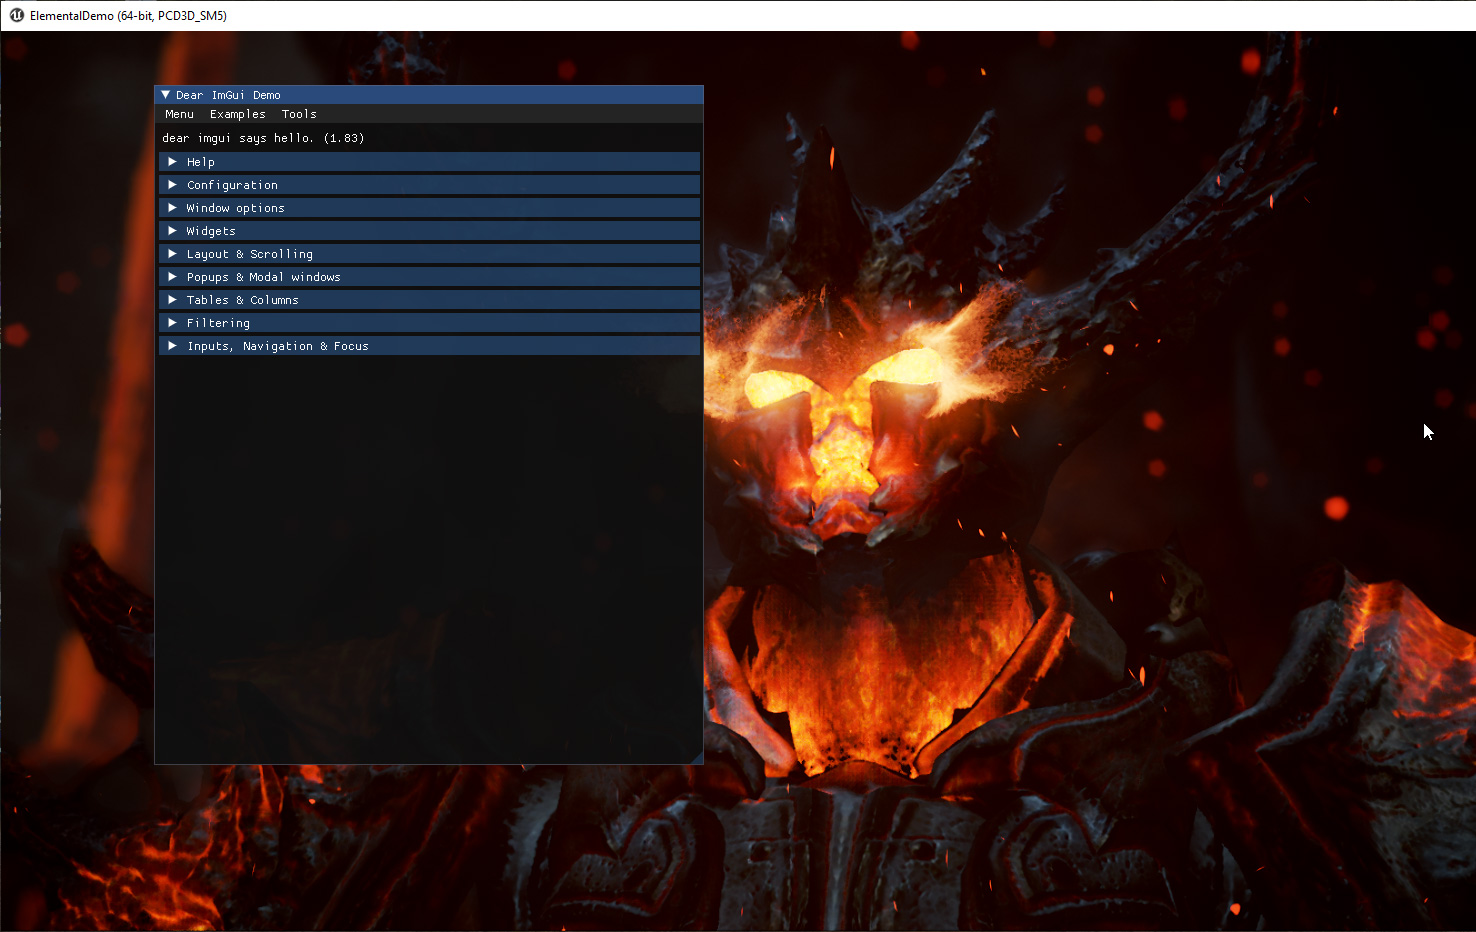 ElementalDemo (64-bit, PCD3D_SM5)
Dear ImGui Demo
Menu Examples Tools
dear imgui says hello. (1.83)
Help
Configuration
Window options
Widgets
Layout & Scrolling
Popups & Modal windows
Tables & Columns
Filtering
Inputs, Navigation & Focus